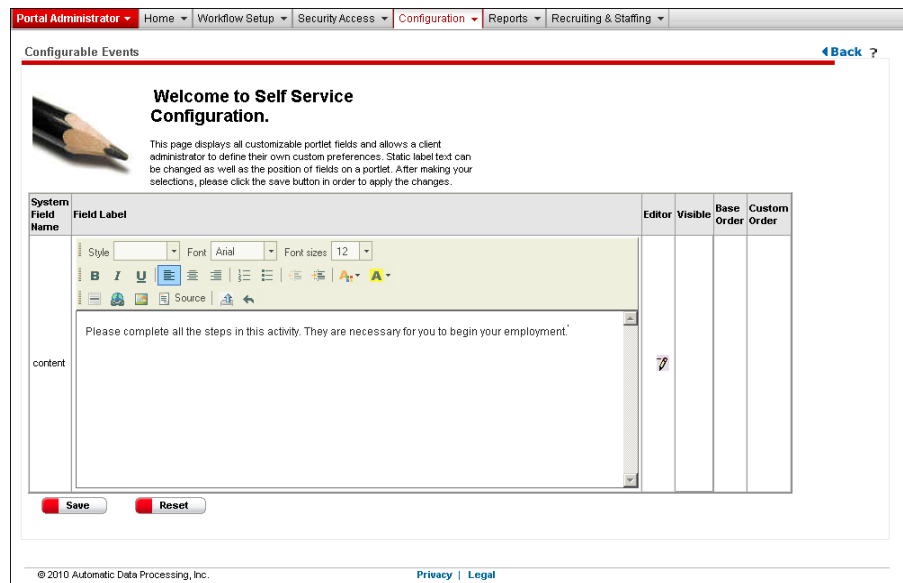 Portal Administrator Home Workflow Setup Security Access Configuration Reports Recruiting & Staffing
Configurable Events
Back ?
Welcome to Self Service
Configuration.
This page displays all customizable portlet fields and allows a client
administrator to define their own custom preferences. Static label text can
be changed as well as the position of fields on a portlet. After making your
selections, please click the save button in order to apply the changes.
System Field Name Field Label Editor Visible Base Order Custom Order
Style Font Arial Font sizes 12
B I U A A
Source
Please complete all the steps in this activity. They are necessary for you to begin your employment.
content
Save Reset
© 2010 Automatic Data Processing, Inc. Privacy | Legal